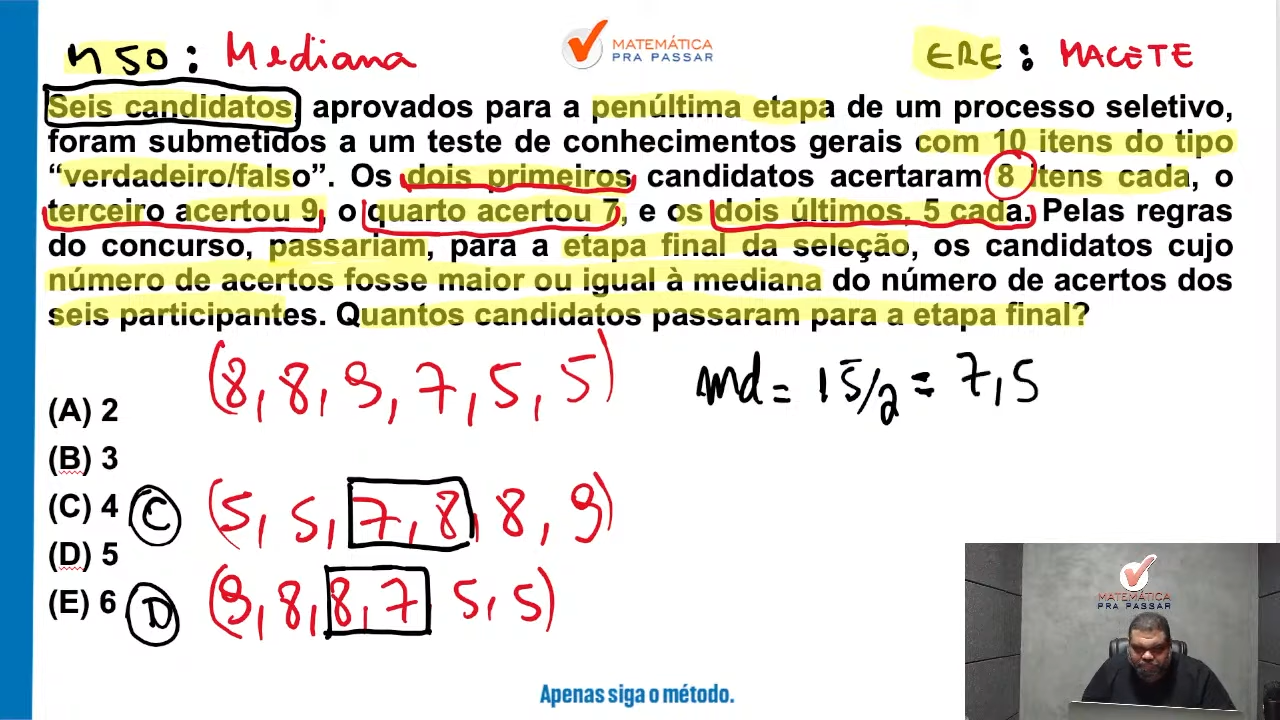 MSO : Mediana
MATEMÁTICA
PRA PASSAR
ERE : MACETE
Seis candidatos, aprovados para a penúltima etapa de um processo seletivo,
foram submetidos a um teste de conhecimentos gerais com 10 itens do tipo
“verdadeiro/falso”. Os dois primeiros candidatos acertaram 8 itens cada, o
terceiro acertou 9, o quarto acertou 7, e os dois últimos, 5 cada. Pelas regras
do concurso, passariam, para a etapa final da seleção, os candidatos cujo
número de acertos fosse maior ou igual à mediana do número de acertos dos
seis participantes. Quantos candidatos passaram para a etapa final?
(8, 8, 9, 7, 5, 5)
md = 15/2 = 7,5
(A) 2
(B) 3
(C) 4
(D) 5
(E) 6
C (5, 5, 7, 8, 8, 9)
D (9, 8, 8, 7 5, 5)
MATEMÁTICA
PRA PASSAR
Apenas siga o método.